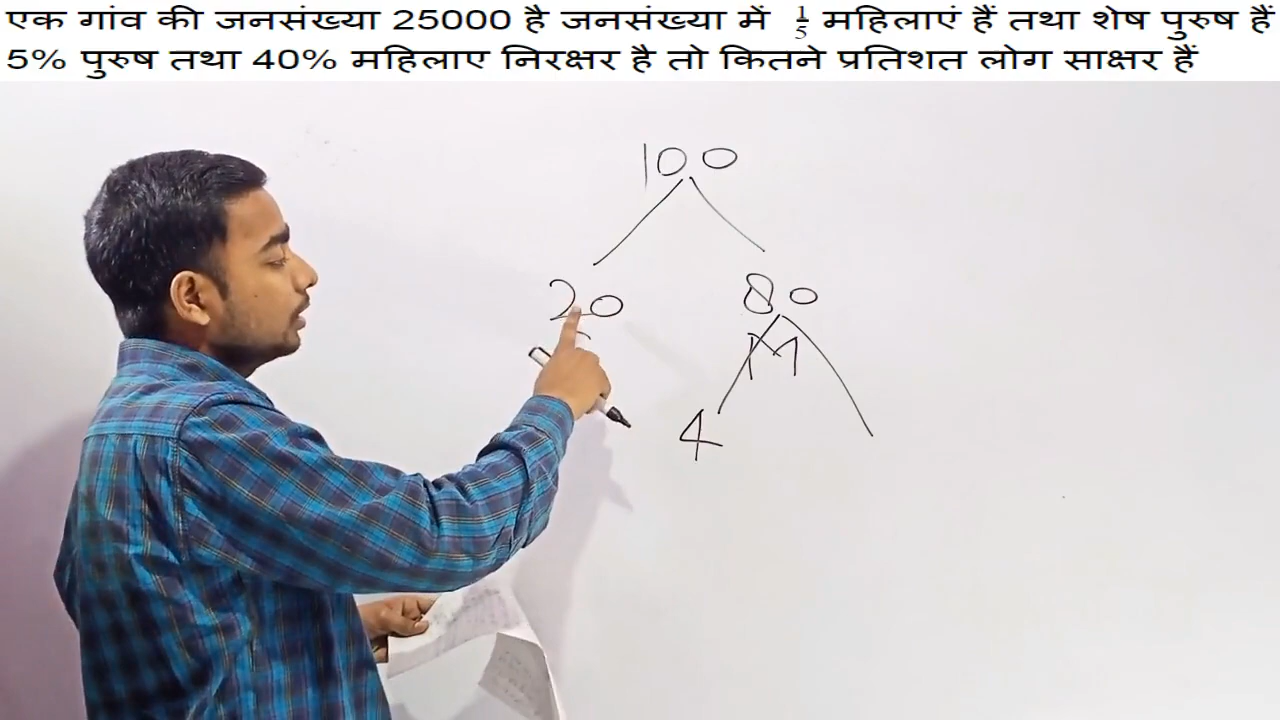 एक गांव की जनसंख्या 25000 है जनसंख्या में 1/5 महिलाएं हैं तथा शेष पुरुष हैं
5% पुरुष तथा 40% महिलाए निरक्षर है तो कितने प्रतिशत लोग साक्षर हैं
100
20 80
M
4